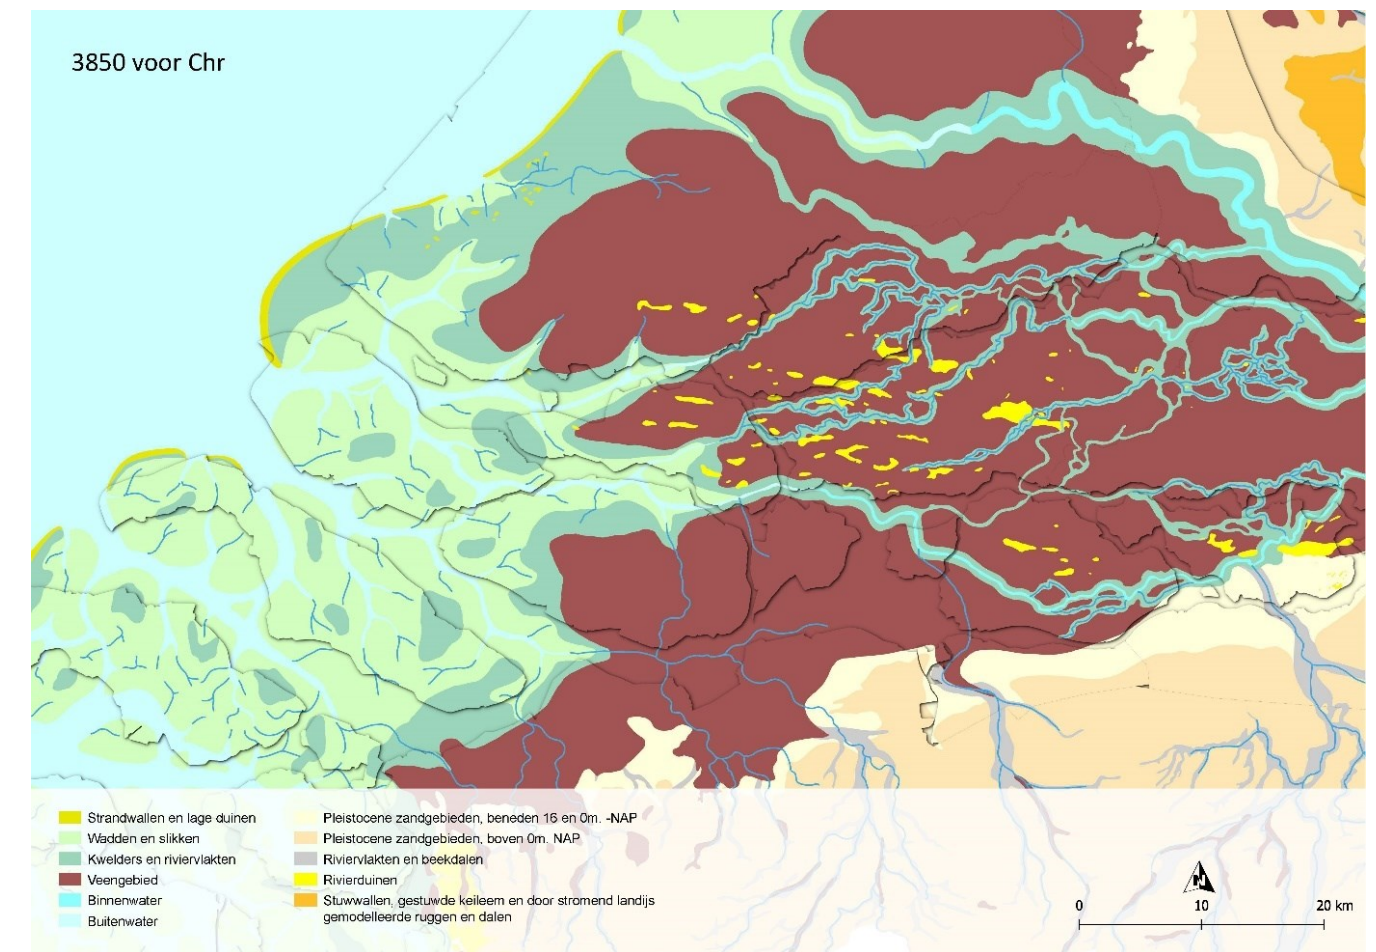 3850 voor Chr
Strandwallen en lage duinen
Wadden en slikken
Kwelders en riviervlakten
Veengebied
Binnenwater
Buitenwater
Pleistocene zandgebieden, beneden 16 en 0m. -NAP
Pleistocene zandgebieden, boven 0m. NAP
Riviervlakten en beekdalen
Rivierduinen
Stuwwallen, gestuwde keileem en door stromend landijs
gemodelleerde ruggen en dalen
N
0 10 20 km